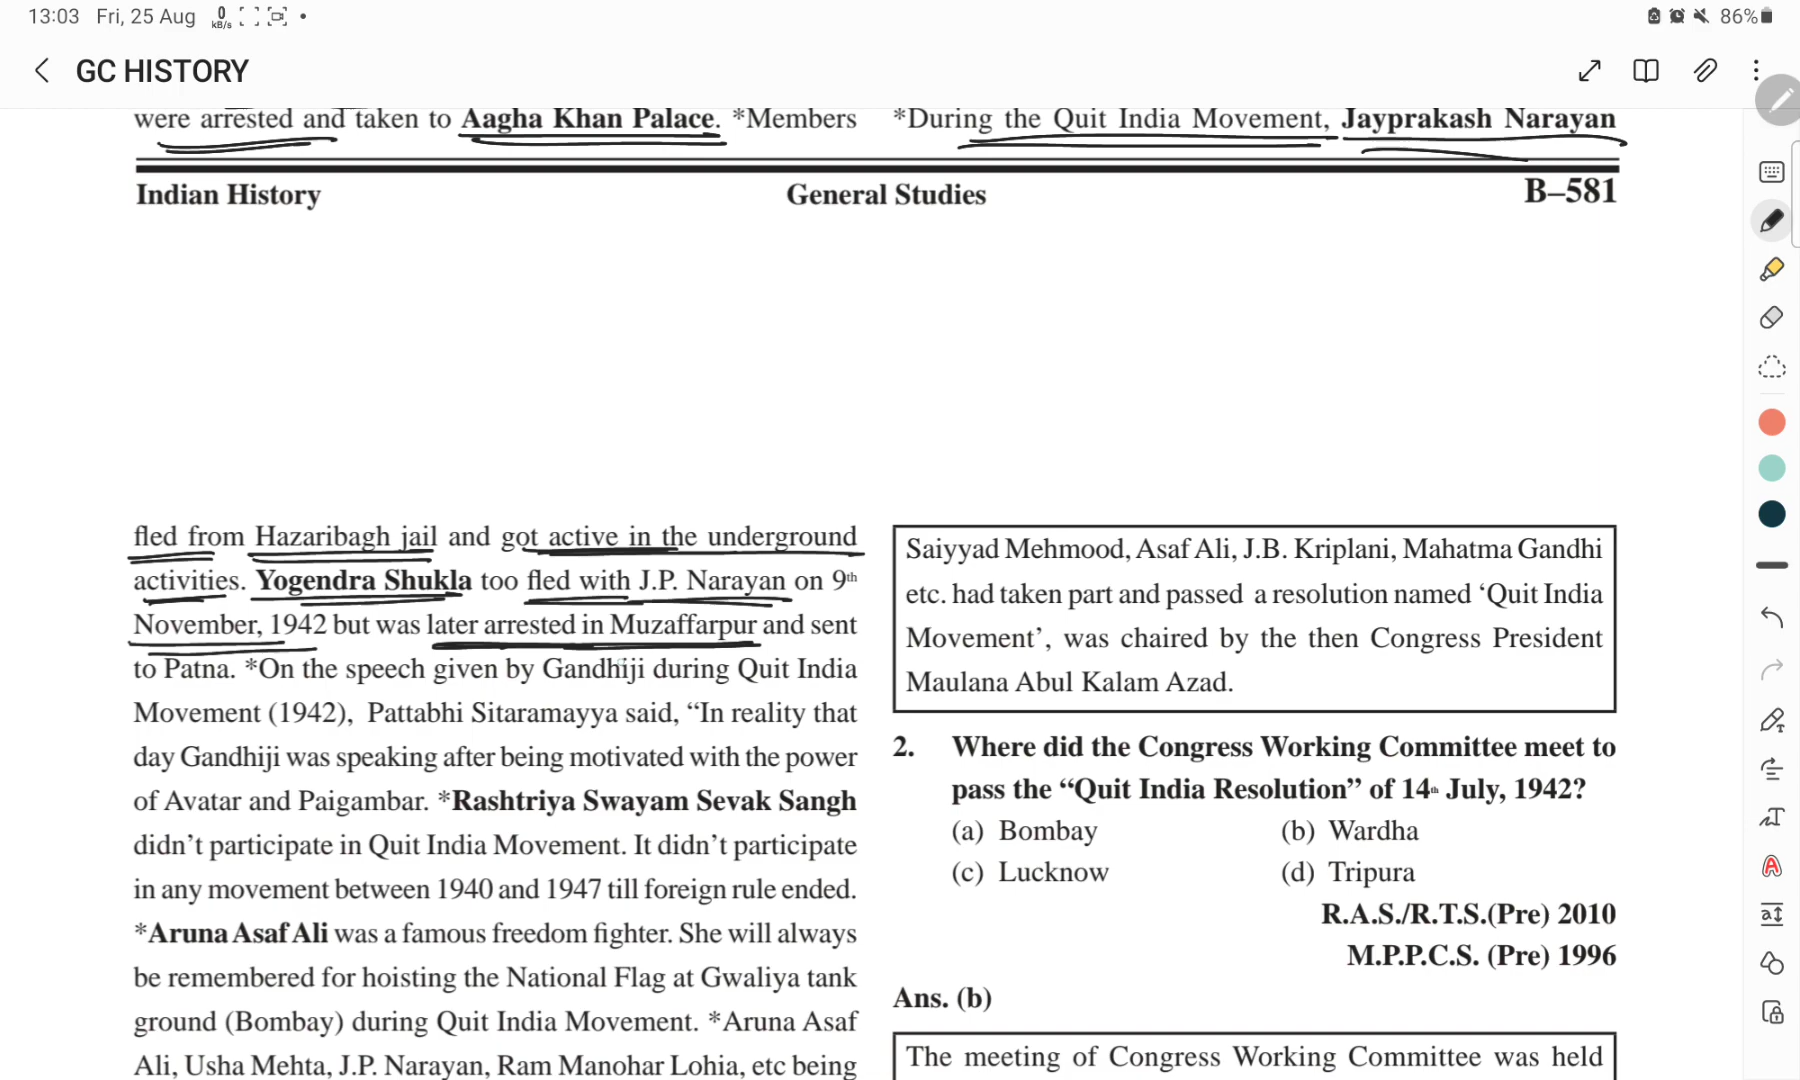 13:03 Fri, 25 Aug 0 kB/s 86%
GC HISTORY
were arrested and taken to Aagha Khan Palace. *Members
*During the Quit India Movement, Jayprakash Narayan
Indian History General Studies B–581
fled from Hazaribagh jail and got active in the underground
activities. Yogendra Shukla too fled with J.P. Narayan on 9th
November, 1942 but was later arrested in Muzaffarpur and sent
to Patna. *On the speech given by Gandhiji during Quit India
Movement (1942), Pattabhi Sitaramayya said, “In reality that
day Gandhiji was speaking after being motivated with the power
of Avatar and Paigambar. *Rashtriya Swayam Sevak Sangh
didn’t participate in Quit India Movement. It didn’t participate
in any movement between 1940 and 1947 till foreign rule ended.
*Aruna Asaf Ali was a famous freedom fighter. She will always
be remembered for hoisting the National Flag at Gwaliya tank
ground (Bombay) during Quit India Movement. *Aruna Asaf
Ali, Usha Mehta, J.P. Narayan, Ram Manohar Lohia, etc being
Saiyyad Mehmood, Asaf Ali, J.B. Kriplani, Mahatma Gandhi
etc. had taken part and passed a resolution named ‘Quit India
Movement’, was chaired by the then Congress President
Maulana Abul Kalam Azad.
2. Where did the Congress Working Committee meet to
pass the “Quit India Resolution” of 14th July, 1942?
(a) Bombay (b) Wardha
(c) Lucknow (d) Tripura
R.A.S./R.T.S.(Pre) 2010
M.P.P.C.S. (Pre) 1996
Ans. (b)
The meeting of Congress Working Committee was held